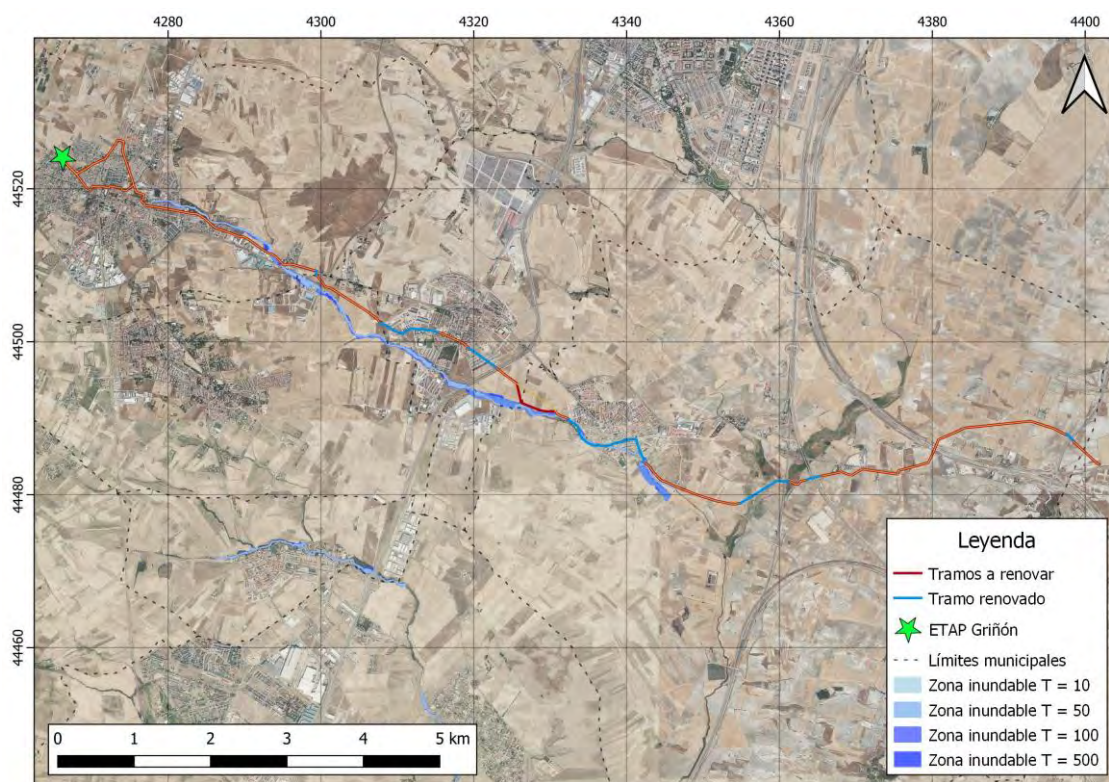 4280 4300 4320 4340 4360 4380 4400
44520
44500
44480
44460
Leyenda
Tramos a renovar
Tramo renovado
ETAP Griñón
Límites municipales
Zona inundable T = 10
Zona inundable T = 50
Zona inundable T = 100
Zona inundable T = 500
0 1 2 3 4 5 km